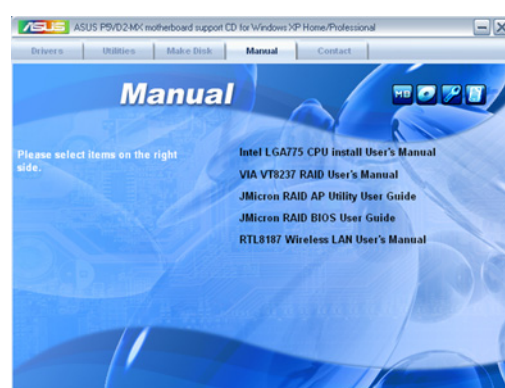 ASUS ASUS P5VD2-MX motherboard support CD for Windows XP Home/Professional
Drivers Utilities Make Disk Manual Contact
Manual
MB
Please select items on the right
side.
Intel LGA775 CPU install User's Manual
VIA VT8237 RAID User's Manual
JMicron RAID AP Utility User Guide
JMicron RAID BIOS User Guide
RTL8187 Wireless LAN User's Manual